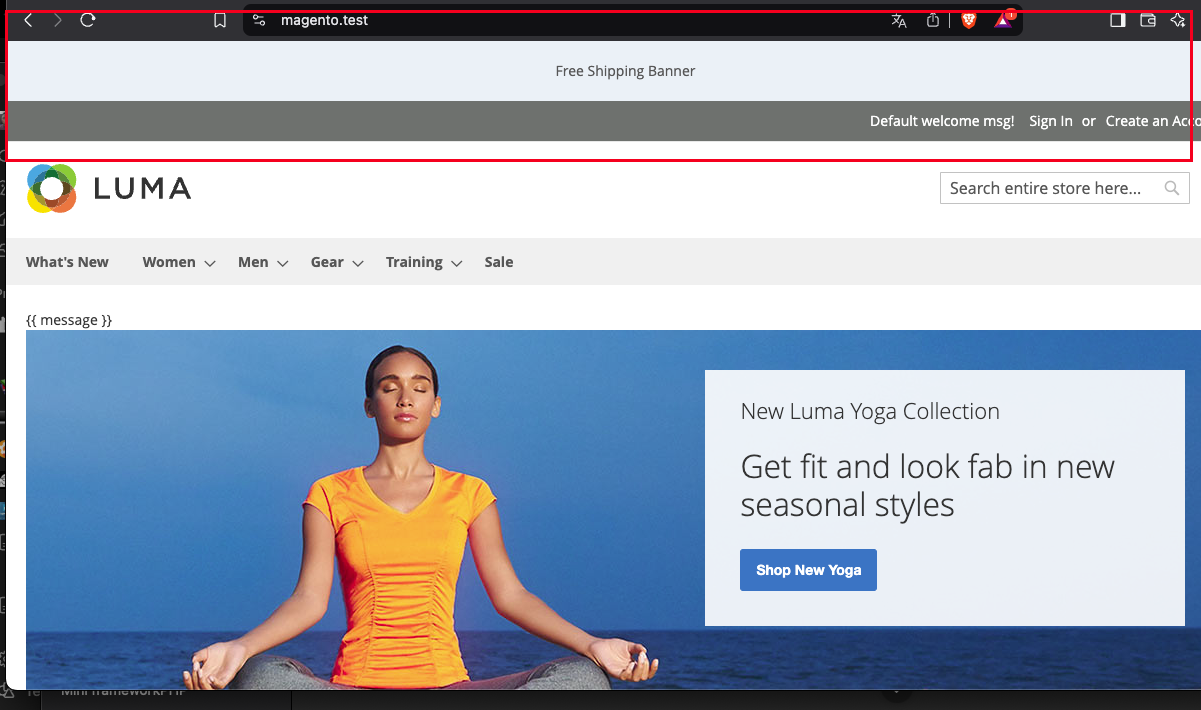 magento.test
Free Shipping Banner
Default welcome msg! Sign In or Create an Acco
LUMA
Search entire store here...
What's New Women Men Gear Training Sale
{{ message }}
New Luma Yoga Collection
Get fit and look fab in new
seasonal styles
Shop New Yoga